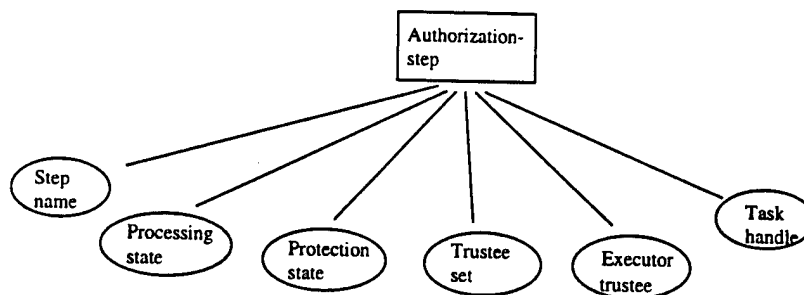 Authorization-
step
Step
name
Processing
state
Protection
state
Trustee
set
Executor
trustee
Task
handle